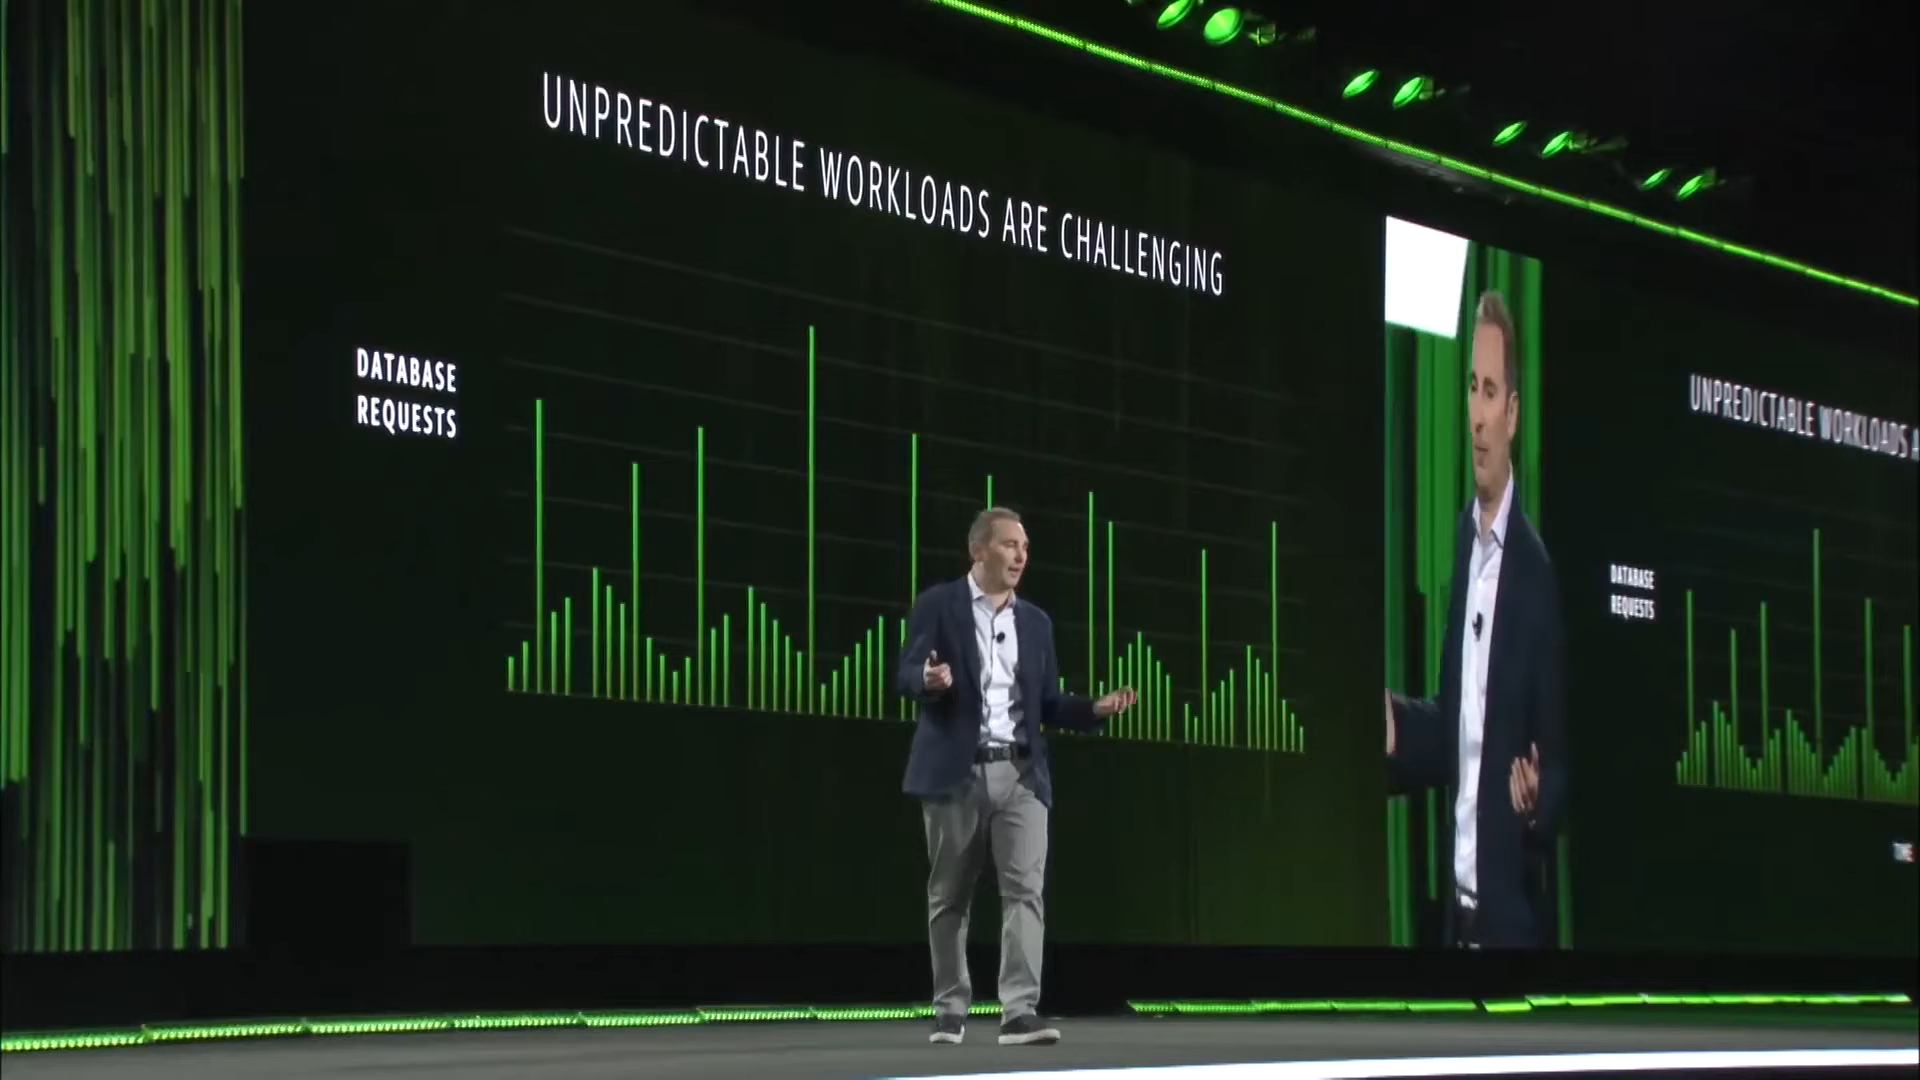 UNPREDICTABLE WORKLOADS ARE CHALLENGING
DATABASE
REQUESTS
UNPREDICTABLE WORKLOADS A
DATABASE
REQUESTS